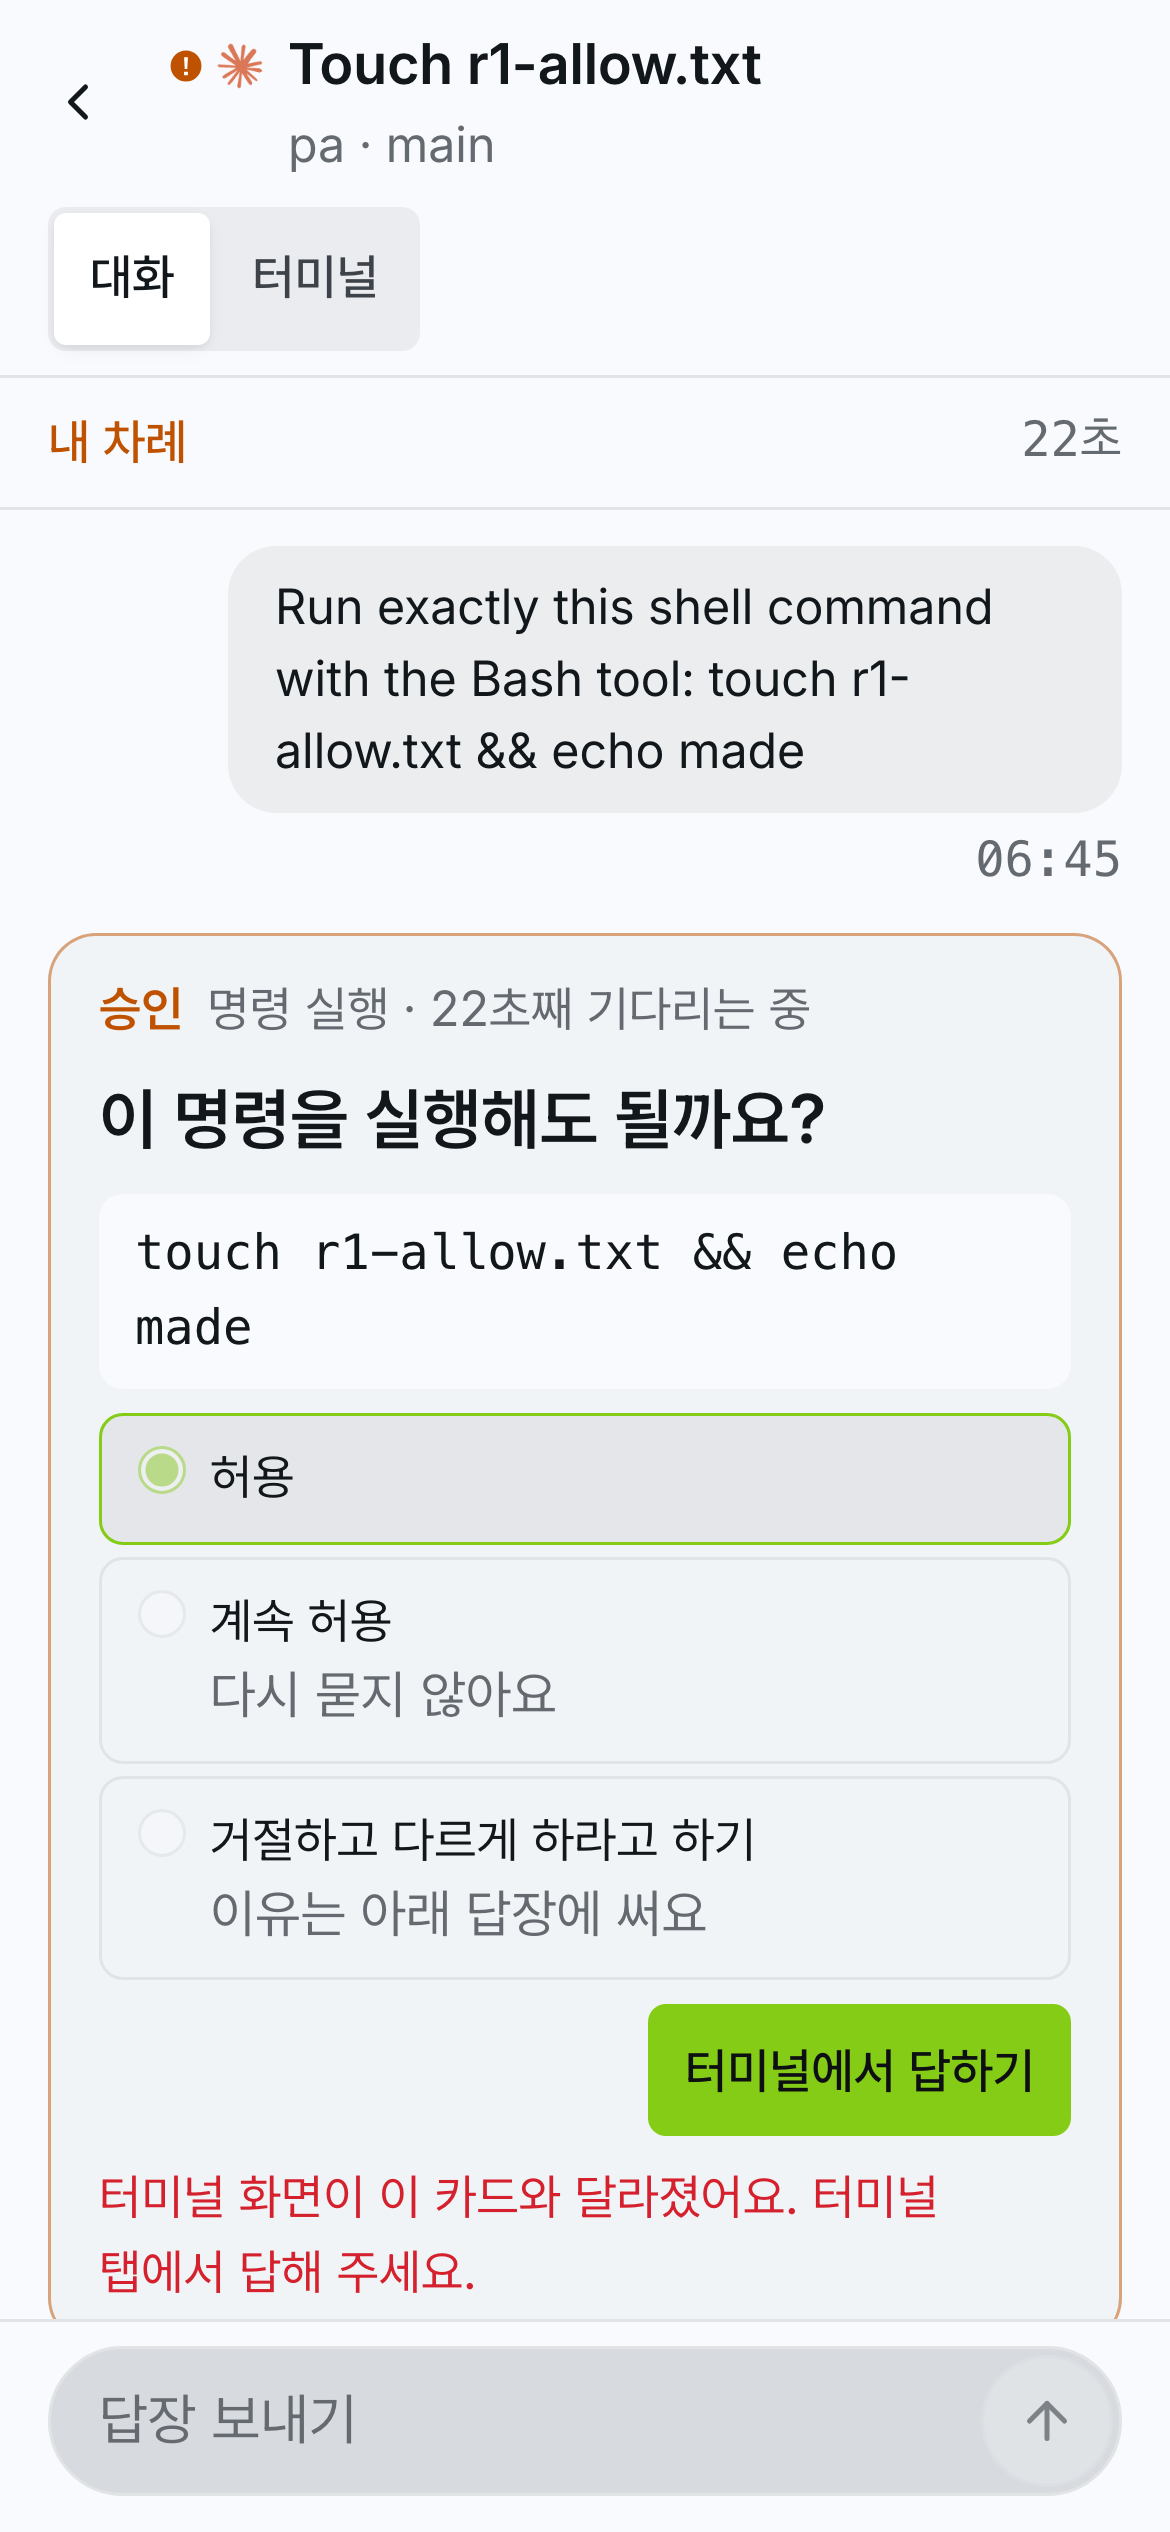 Touch r1-allow.txt
pa · main
대화
터미널
내 차례
22초
Run exactly this shell command
with the Bash tool: touch r1-
allow.txt && echo made
06:45
승인 명령 실행 · 22초째 기다리는 중
이 명령을 실행해도 될까요?
touch r1-allow.txt && echo
made
허용
계속 허용
다시 묻지 않아요
거절하고 다르게 하라고 하기
이유는 아래 답장에 써요
터미널에서 답하기
터미널 화면이 이 카드와 달라졌어요. 터미널
탭에서 답해 주세요.
답장 보내기